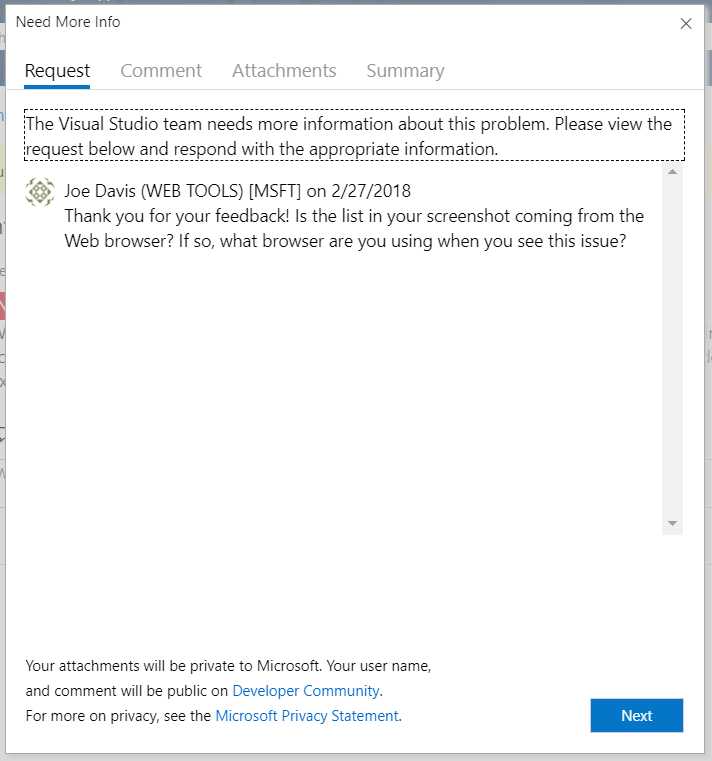 Need More Info
Request Comment Attachments Summary
The Visual Studio team needs more information about this problem. Please view the
request below and respond with the appropriate information.
Joe Davis (WEB TOOLS) [MSFT] on 2/27/2018
Thank you for your feedback! Is the list in your screenshot coming from the
Web browser? If so, what browser are you using when you see this issue?
Your attachments will be private to Microsoft. Your user name,
and comment will be public on Developer Community.
For more on privacy, see the Microsoft Privacy Statement.
Next